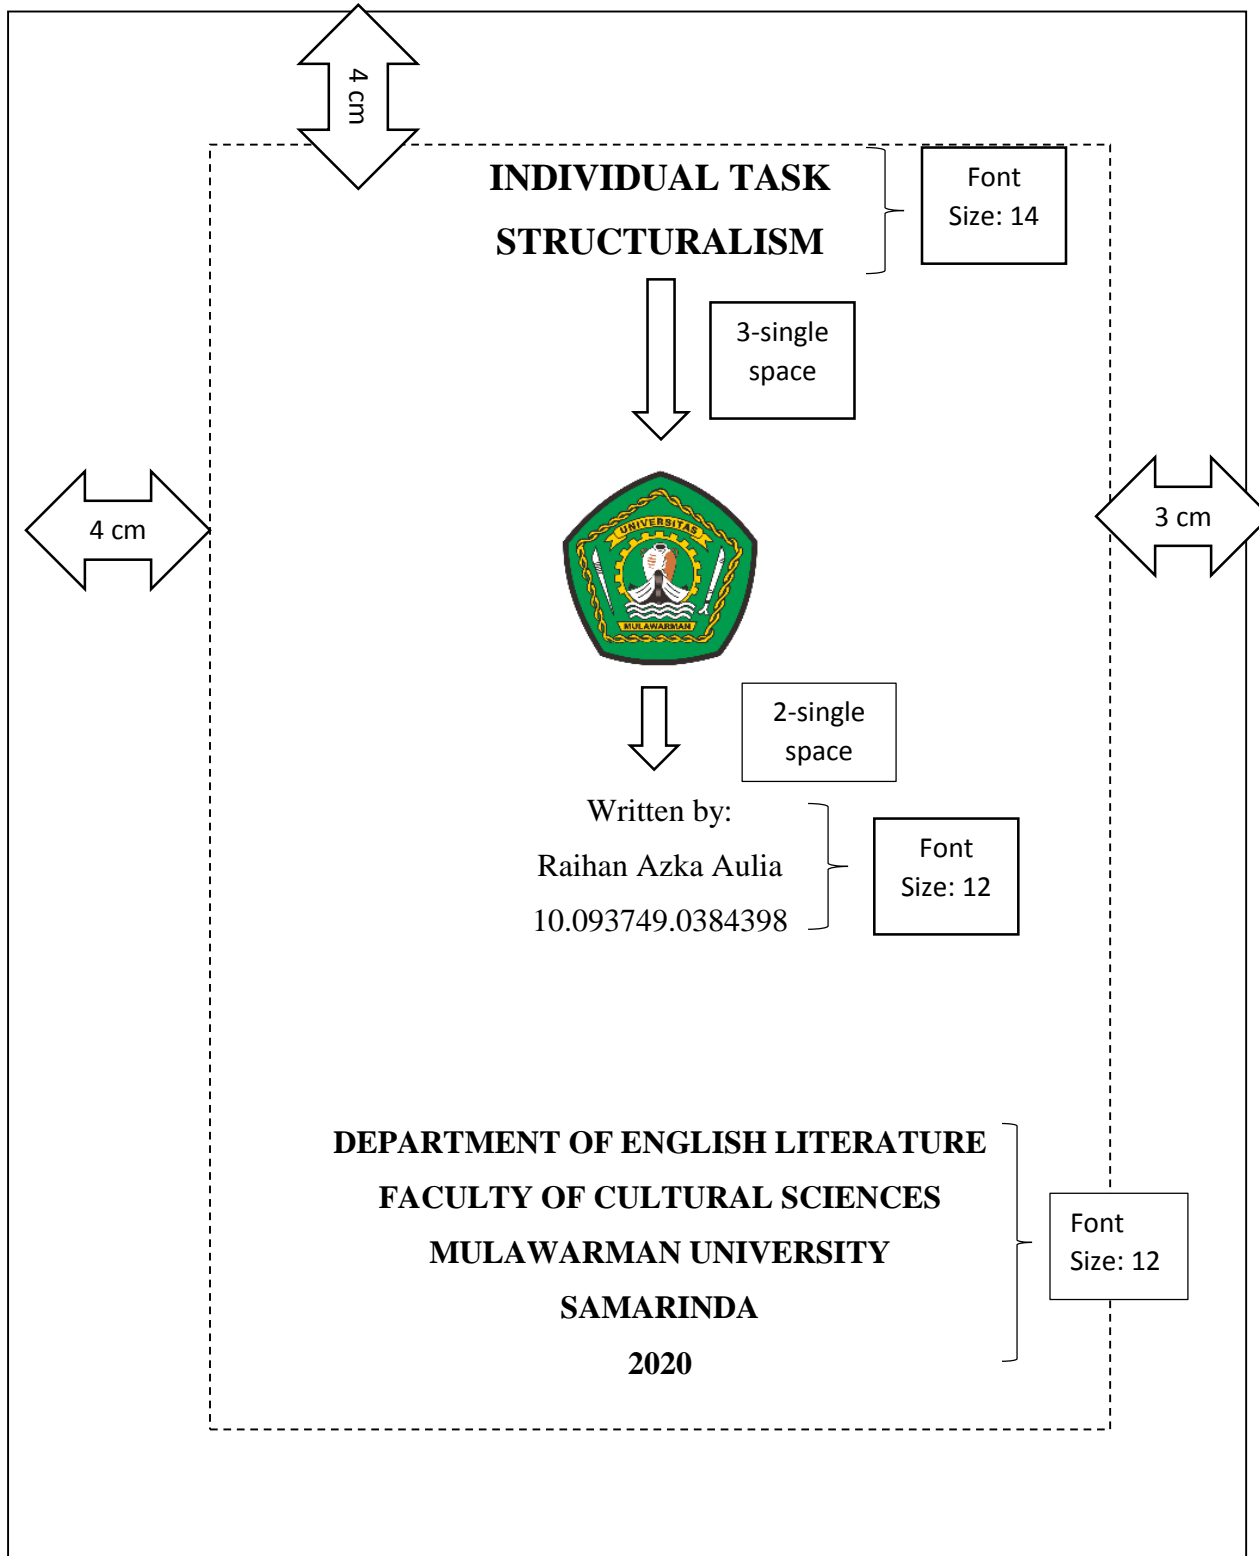 4 cm
INDIVIDUAL TASK
STRUCTURALISM
Font
Size: 14
3-single
space
4 cm
3 cm
UNIVERSITAS
MULAWARMAN
2-single
space
Written by:
Raihan Azka Aulia
10.093749.0384398
Font
Size: 12
DEPARTMENT OF ENGLISH LITERATURE
FACULTY OF CULTURAL SCIENCES
MULAWARMAN UNIVERSITY
SAMARINDA
2020
Font
Size: 12